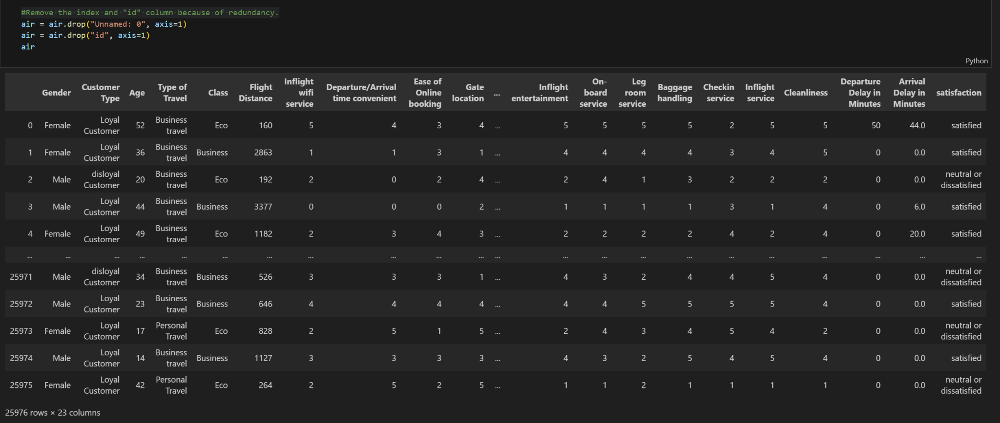 #Remove the index and "id" column because of redundancy.
air = air.drop("Unnamed: 0", axis=1)
air = air.drop("id", axis=1)
air
Python
Gender Customer Type Age Type of Travel Class Flight Distance Inflight wifi service Departure/Arrival time convenient Ease of Online booking Gate location ... Inflight entertainment On-board service Leg room service Baggage handling Checkin service Inflight service Cleanliness Departure Delay in Minutes Arrival Delay in Minutes satisfaction
0 Female Loyal Customer 52 Business travel Eco 160 5 4 3 4 ... 5 5 5 5 2 5 5 50 44.0 satisfied
1 Female Loyal Customer 36 Business travel Business 2863 1 1 3 1 ... 4 4 4 4 3 4 5 0 0.0 satisfied
2 Male disloyal Customer 20 Business travel Eco 192 2 0 2 4 ... 2 4 1 3 2 2 2 0 0.0 neutral or dissatisfied
3 Male Loyal Customer 44 Business travel Business 3377 0 0 0 2 ... 1 1 1 1 3 1 4 0 6.0 satisfied
4 Female Loyal Customer 49 Business travel Eco 1182 2 3 4 3 ... 2 2 2 2 4 2 4 0 20.0 satisfied
... ... ... ... ... ... ... ... ... ... ... ... ... ... ... ... ... ... ... ... ... ...
25971 Male disloyal Customer 34 Business travel Business 526 3 3 3 1 ... 4 3 2 4 4 5 4 0 0.0 neutral or dissatisfied
25972 Male Loyal Customer 23 Business travel Business 646 4 4 4 4 ... 4 4 5 5 5 5 4 0 0.0 satisfied
25973 Female Loyal Customer 17 Personal Travel Eco 828 2 5 1 5 ... 2 4 3 4 5 4 2 0 0.0 neutral or dissatisfied
25974 Male Loyal Customer 14 Business travel Business 1127 3 3 3 3 ... 4 3 2 5 4 5 4 0 0.0 satisfied
25975 Female Loyal Customer 42 Personal Travel Eco 264 2 5 2 5 ... 1 1 2 1 1 1 1 0 0.0 neutral or dissatisfied
25976 rows × 23 columns